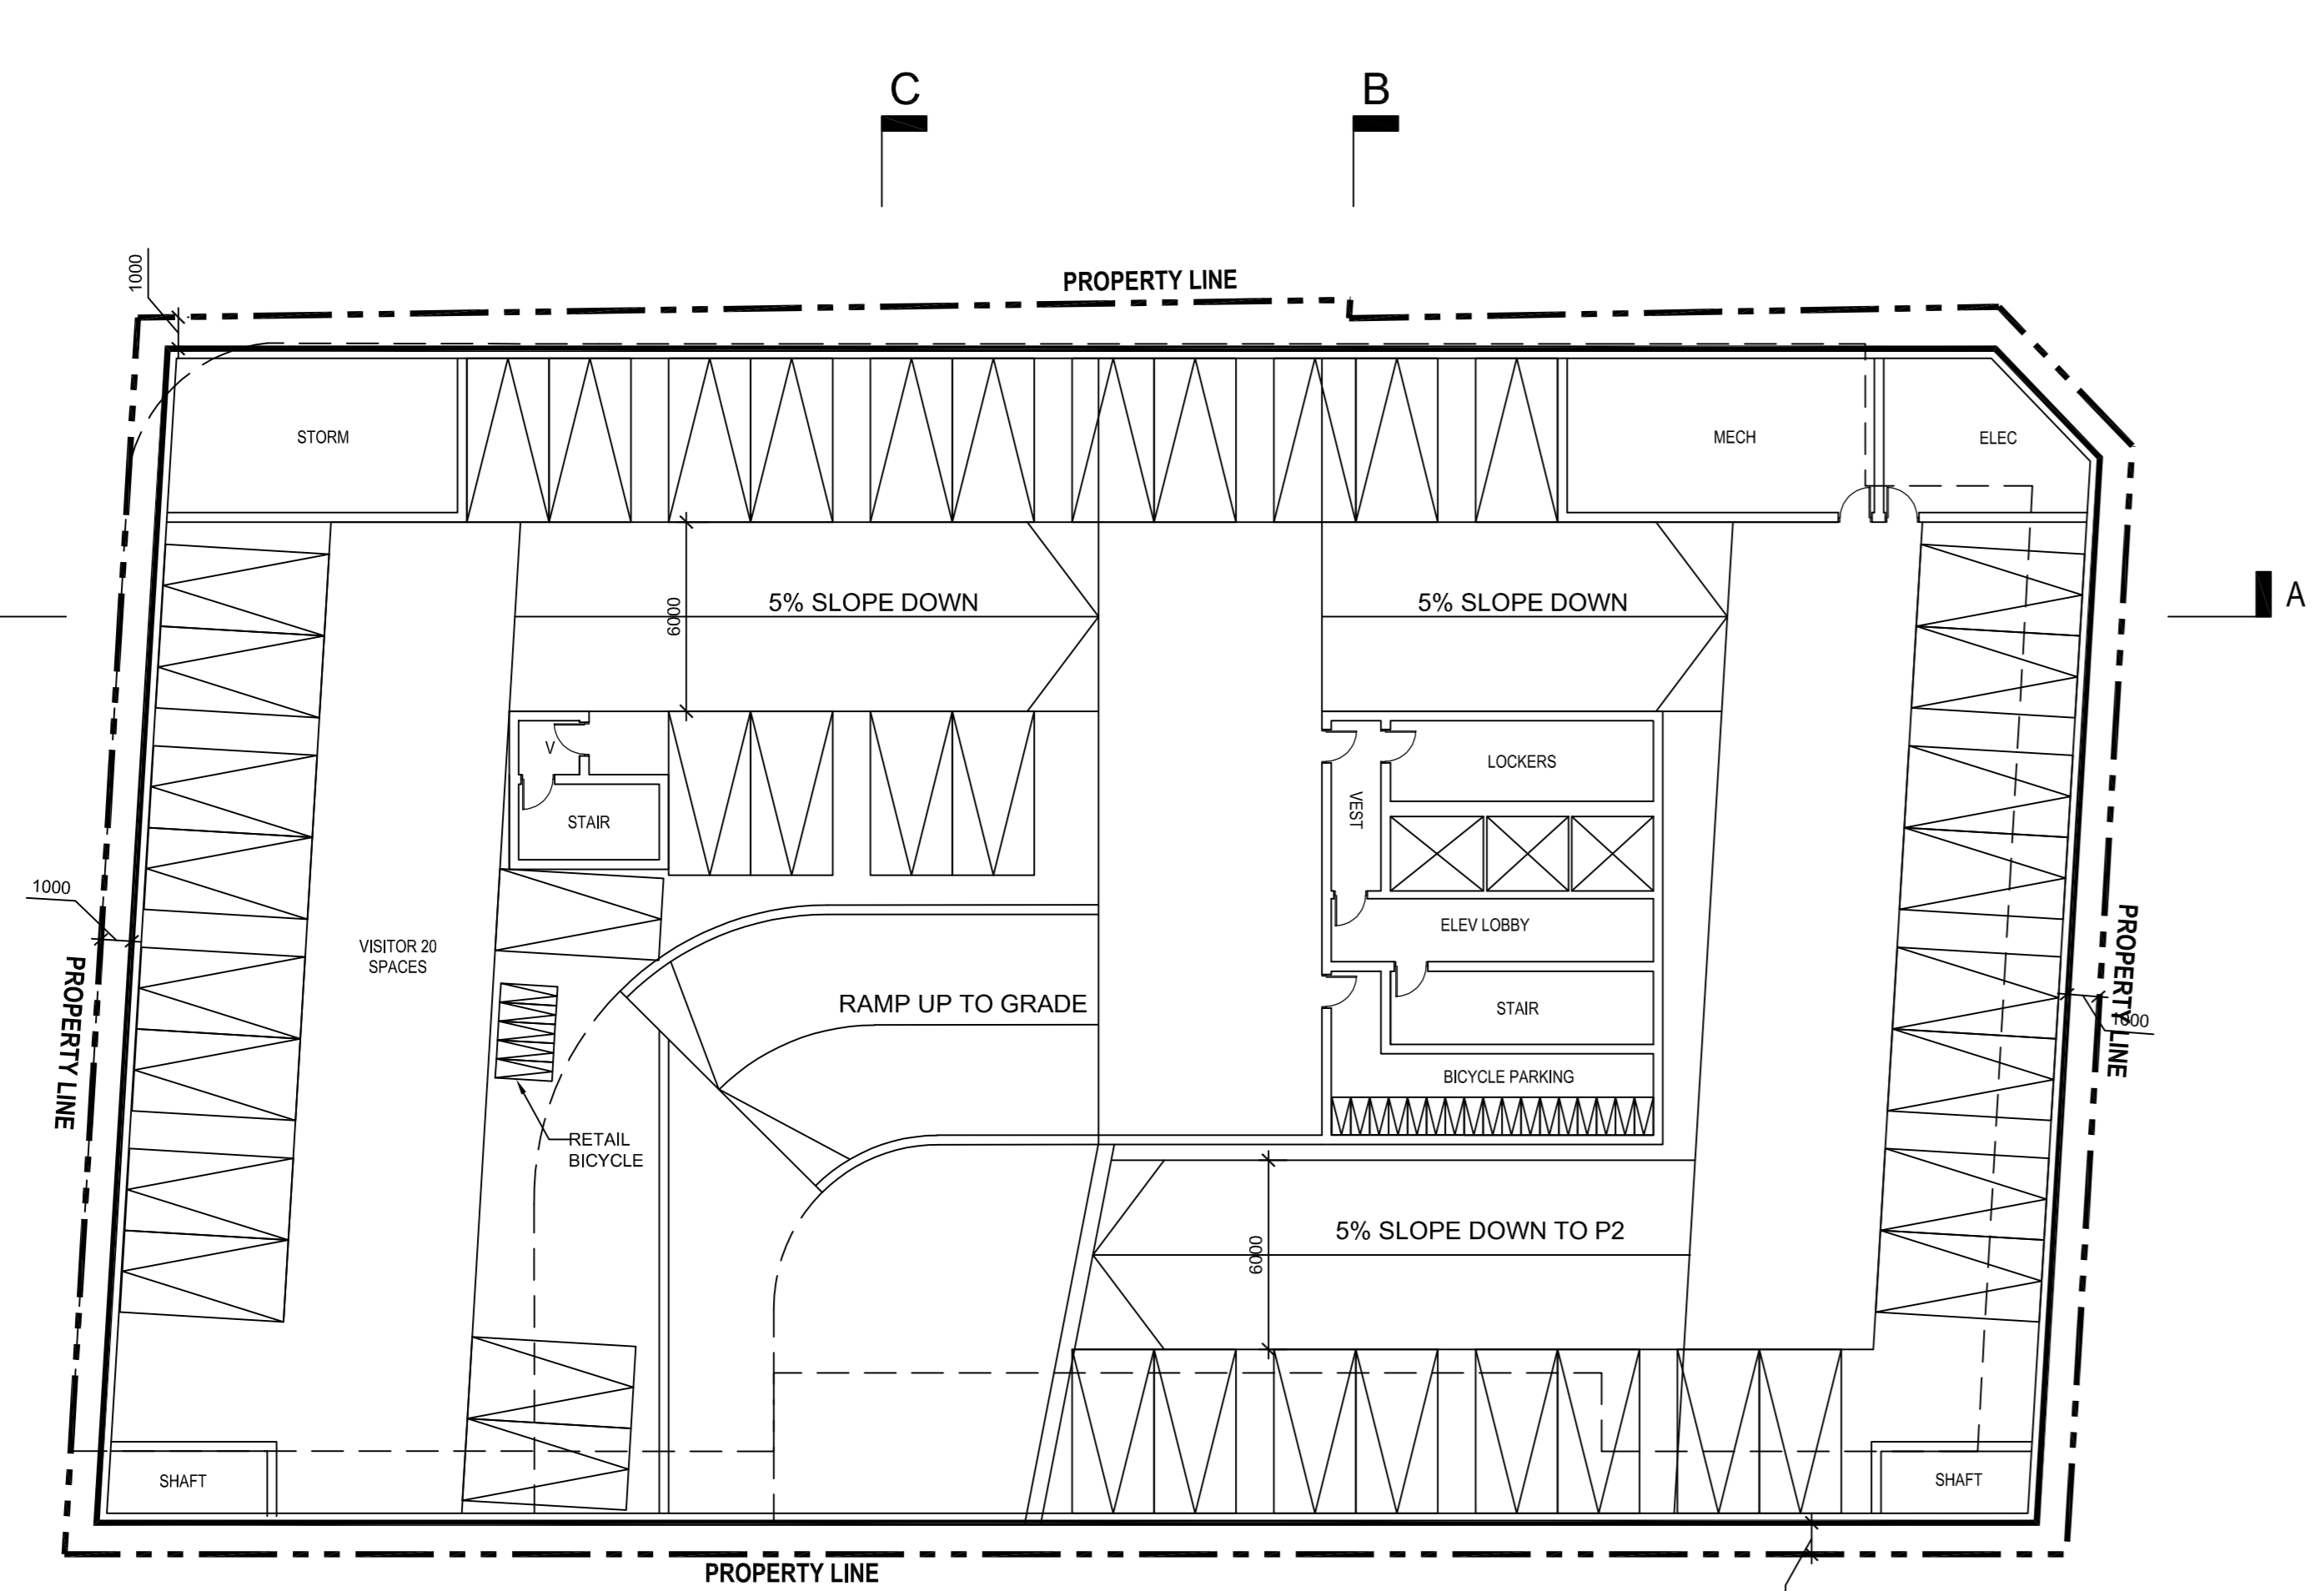 C
B
1000
PROPERTY LINE
STORM
MECH
ELEC
5% SLOPE DOWN
5% SLOPE DOWN
6000
A
V
STAIR
LOCKERS
VEST
1000
VISITOR 20
SPACES
ELEV LOBBY
PROPERTY LINE
PROPERTY LINE
1000
RAMP UP TO GRADE
STAIR
BICYCLE PARKING
RETAIL
BICYCLE
5% SLOPE DOWN TO P2
6000
SHAFT
SHAFT
PROPERTY LINE